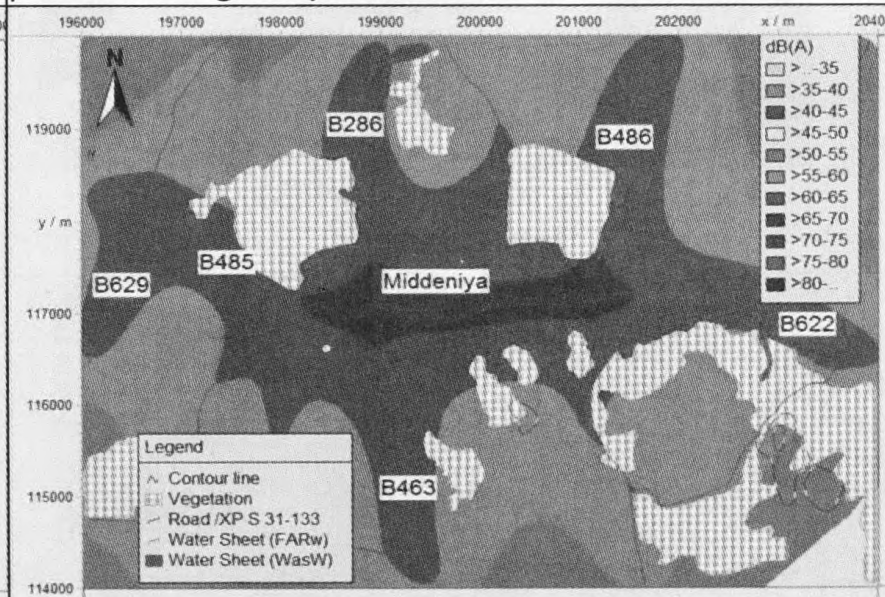 196000 197000 198000 199000 200000 201000 202000 x / m
N
119000
y / m
117000
116000
115000
114000
B286
B486
B485
B629
Middeniya
B622
B463
dB(A)
>..-35
>35-40
>40-45
>45-50
>50-55
>55-60
>60-65
>65-70
>70-75
>75-80
>80-..
Legend
Contour line
Vegetation
Road /XP S 31-133
Water Sheet (FARw)
Water Sheet (WasW)